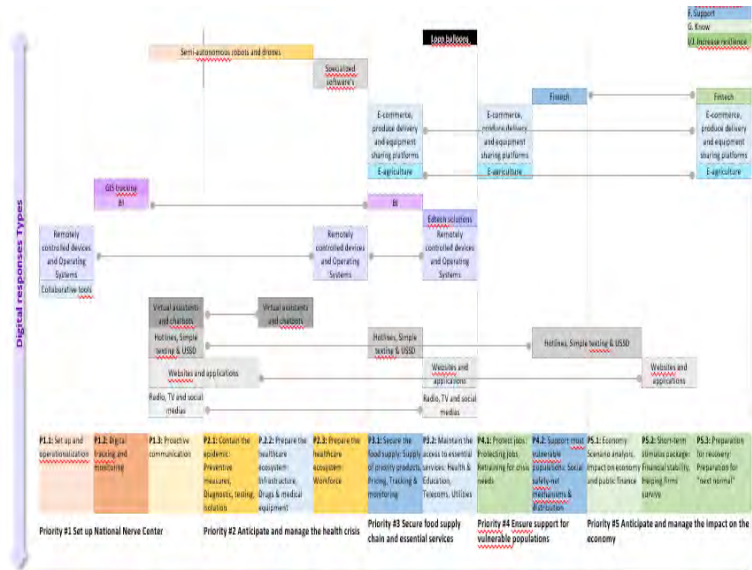 F. Support
G. Know
Increase resilience
Semi-autonomous robots and drones
Loon balloons
Specialized
software's
Fintech
Fintech
E-commerce,
produce delivery
and equipment
sharing platforms
E-commerce,
produce delivery
and equipment
sharing platforms
E-commerce,
produce delivery
and equipment
sharing platforms
E-agriculture
E-agriculture
E-agriculture
GIS tracking
BI
BI
Edtech solutions
Remotely
controlled devices
and Operating
Systems
Remotely
controlled devices
and Operating
Systems
Remotely
controlled devices
and Operating
Systems
Collaborative tools
Digital responses Types
Virtual assistants
and chatbots
Virtual assistants
and chatbots
Hotlines, Simple
texting & USSD
Hotlines, Simple
texting & USSD
Hotlines, Simple texting & USSD
Websites and applications
Websites and
applications
Websites and
applications
Radio, TV and social
medias
Radio, TV and social
medias
P1.1: Set up and
operationalization
P1.2: Digital
tracking and
monitoring
P1.3: Proactive
communication
P2.1: Contain the
epidemic:
Preventive
measures,
Diagnostic, testing,
isolation
P.2.2: Prepare the
healthcare
ecosystem
Infrastructure,
Drugs & medical
equipment
P2.3: Prepare the
healthcare
ecosystem
Workforce
P3.1: Secure the
food supply: Supply
of priority products,
Pricing, Tracking &
monitoring
P3.2: Maintain the
access to essential
services: Health &
Education,
Telecoms, Utilities
P4.1: Protect jobs:
Protecting jobs,
Retraining for crisis
needs
P4.2: Support most
vulnerable
populations: Social
safety-net
mechanisms &
distribution
P5.1: Economy
Scenario analysis,
impact on economy
and public finance
P5.2: Short-term
stimulus package:
Financial stability,
Helping firms
survive
P5.3: Preparation
for recovery:
Preparation for
"next normal"
Priority #1 Set up National Nerve Center
Priority #2 Anticipate and manage the health crisis
Priority #3 Secure food supply
chain and essential services
Priority #4 Ensure support for
vulnerable populations
Priority #5 Anticipate and manage the impact on the
economy